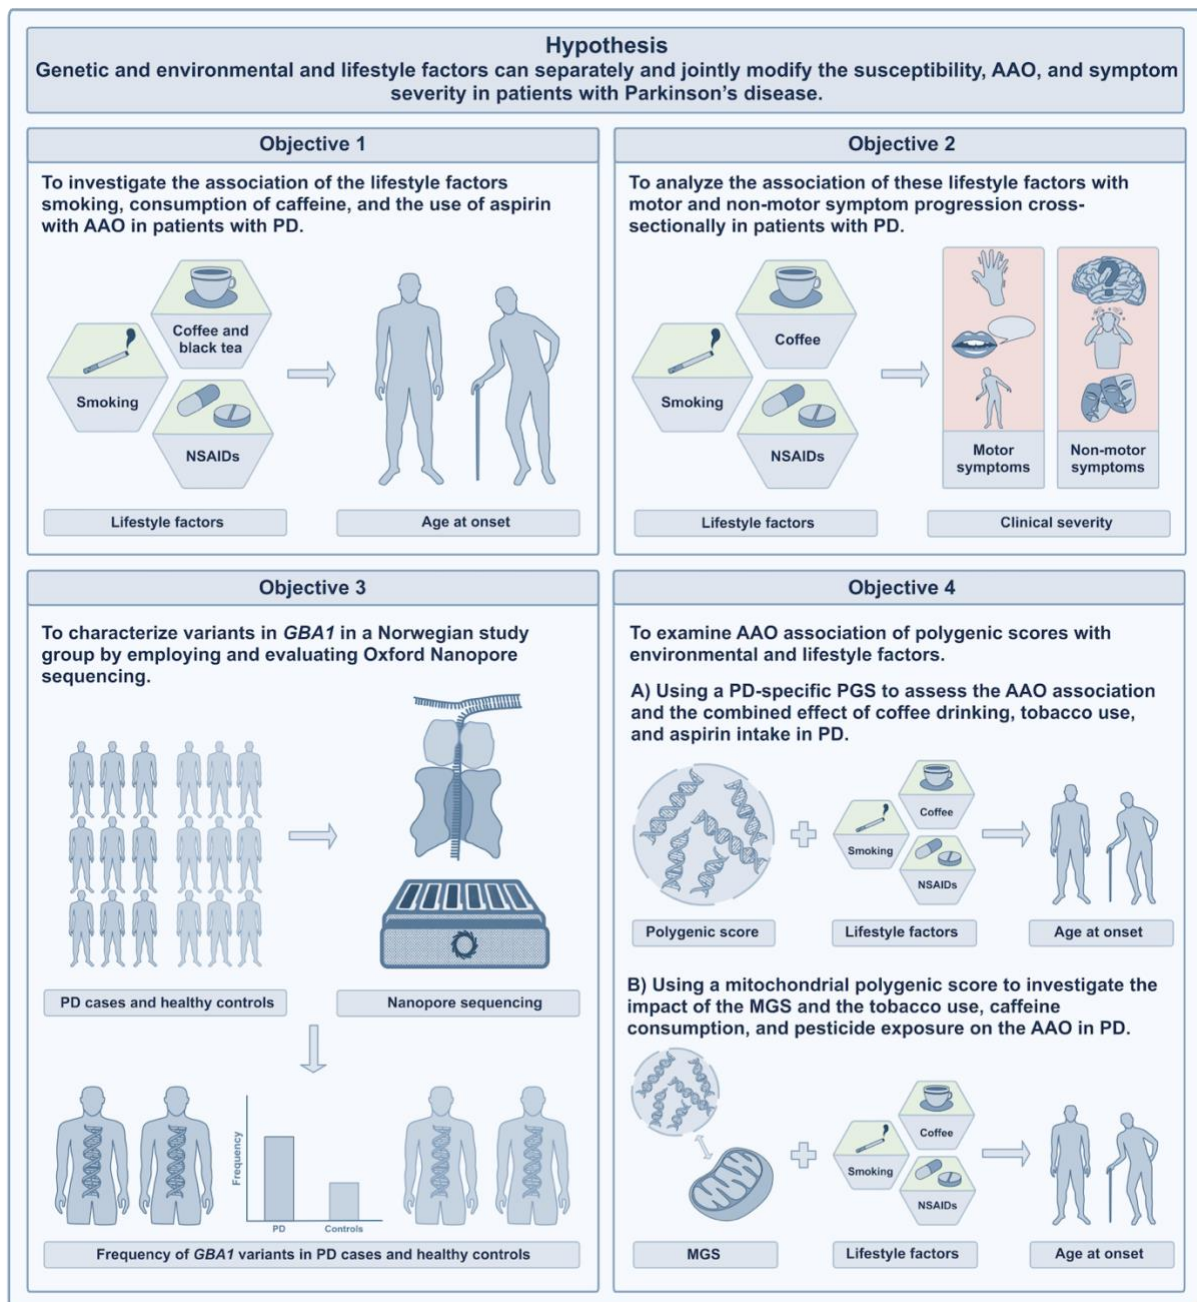 Hypothesis
Genetic and environmental and lifestyle factors can separately and jointly modify the susceptibility, AAO, and symptom
severity in patients with Parkinson's disease.
Objective 1
To investigate the association of the lifestyle factors
smoking, consumption of caffeine, and the use of aspirin
with AAO in patients with PD.
Coffee and
black tea
Smoking
NSAIDs
Lifestyle factors
Age at onset
Objective 2
To analyze the association of these lifestyle factors with
motor and non-motor symptom progression cross-
sectionally in patients with PD.
Coffee
Smoking
NSAIDs
?
Motor
symptoms
Non-motor
symptoms
Lifestyle factors
Clinical severity
Objective 3
To characterize variants in GBA1 in a Norwegian study
group by employing and evaluating Oxford Nanopore
sequencing.
PD cases and healthy controls
Nanopore sequencing
Frequency
PD
Controls
Frequency of GBA1 variants in PD cases and healthy controls
Objective 4
To examine AAO association of polygenic scores with
environmental and lifestyle factors.
A) Using a PD-specific PGS to assess the AAO association
and the combined effect of coffee drinking, tobacco use,
and aspirin intake in PD.
Coffee
Smoking
NSAIDs
Polygenic score
Lifestyle factors
Age at onset
B) Using a mitochondrial polygenic score to investigate the
impact of the MGS and the tobacco use, caffeine
consumption, and pesticide exposure on the AAO in PD.
Coffee
Smoking
NSAIDs
MGS
Lifestyle factors
Age at onset